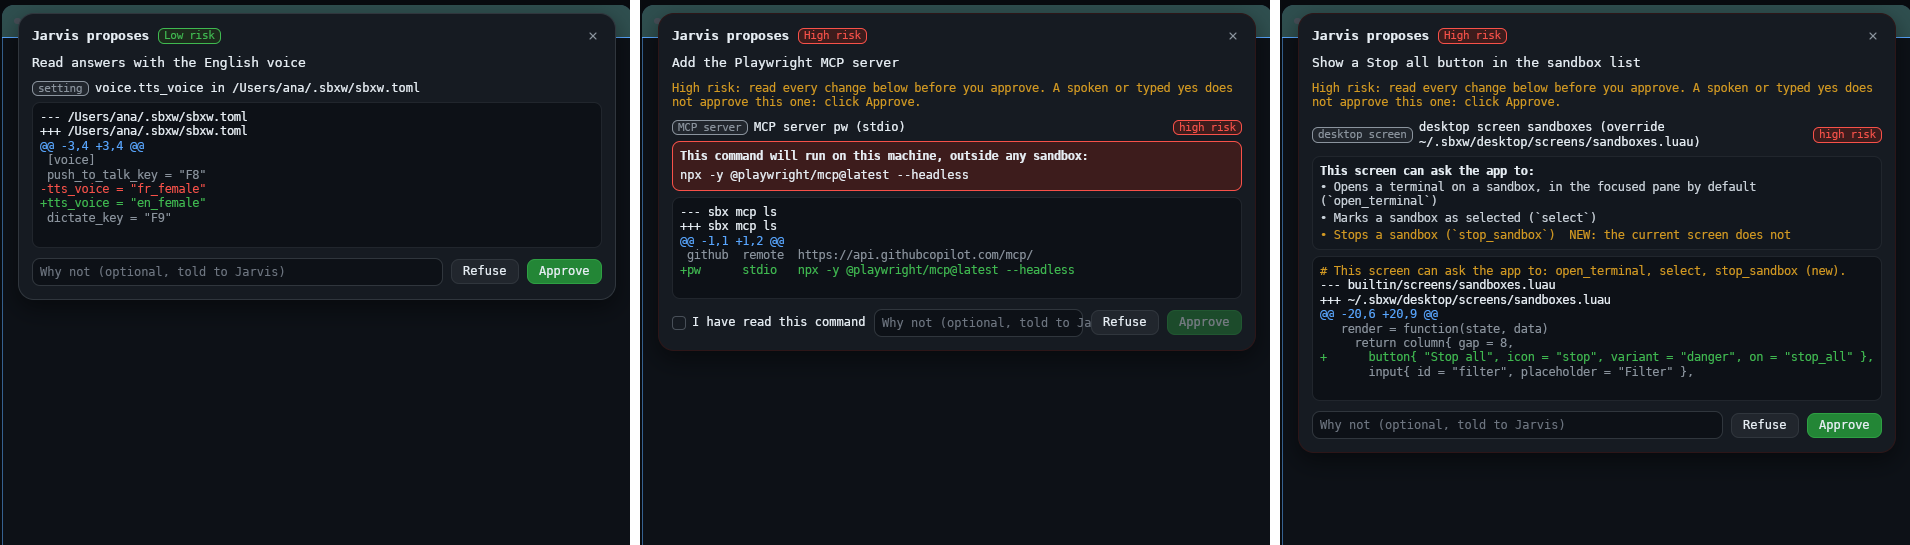 Jarvis proposes Low risk ×
Read answers with the English voice
setting voice.tts_voice in /Users/ana/.sbxw/sbxw.toml
--- /Users/ana/.sbxw/sbxw.toml
+++ /Users/ana/.sbxw/sbxw.toml
@@ -3,4 +3,4 @@
[voice]
push_to_talk_key = "F8"
-tts_voice = "fr_female"
+tts_voice = "en_female"
dictate_key = "F9"
Why not (optional, told to Jarvis) Refuse Approve
Jarvis proposes High risk ×
Add the Playwright MCP server
High risk: read every change below before you approve. A spoken or typed yes does
not approve this one: click Approve.
MCP server MCP server pw (stdio) high risk
This command will run on this machine, outside any sandbox:
npx -y @playwright/mcp@latest --headless
--- sbx mcp ls
+++ sbx mcp ls
@@ -1,1 +1,2 @@
github remote https://api.githubcopilot.com/mcp/
+pw stdio npx -y @playwright/mcp@latest --headless
I have read this command Why not (optional, told to Ja Refuse Approve
Jarvis proposes High risk ×
Show a Stop all button in the sandbox list
High risk: read every change below before you approve. A spoken or typed yes does
not approve this one: click Approve.
desktop screen desktop screen sandboxes (override
~/.sbxw/desktop/screens/sandboxes.luau) high risk
This screen can ask the app to:
• Opens a terminal on a sandbox, in the focused pane by default
(`open_terminal`)
• Marks a sandbox as selected (`select`)
• Stops a sandbox (`stop_sandbox`) NEW: the current screen does not
# This screen can ask the app to: open_terminal, select, stop_sandbox (new).
--- builtin/screens/sandboxes.luau
+++ ~/.sbxw/desktop/screens/sandboxes.luau
@@ -20,6 +20,9 @@
render = function(state, data)
return column{ gap = 8,
+ button{ "Stop all", icon = "stop", variant = "danger", on = "stop_all" },
input{ id = "filter", placeholder = "Filter" },
Why not (optional, told to Jarvis) Refuse Approve